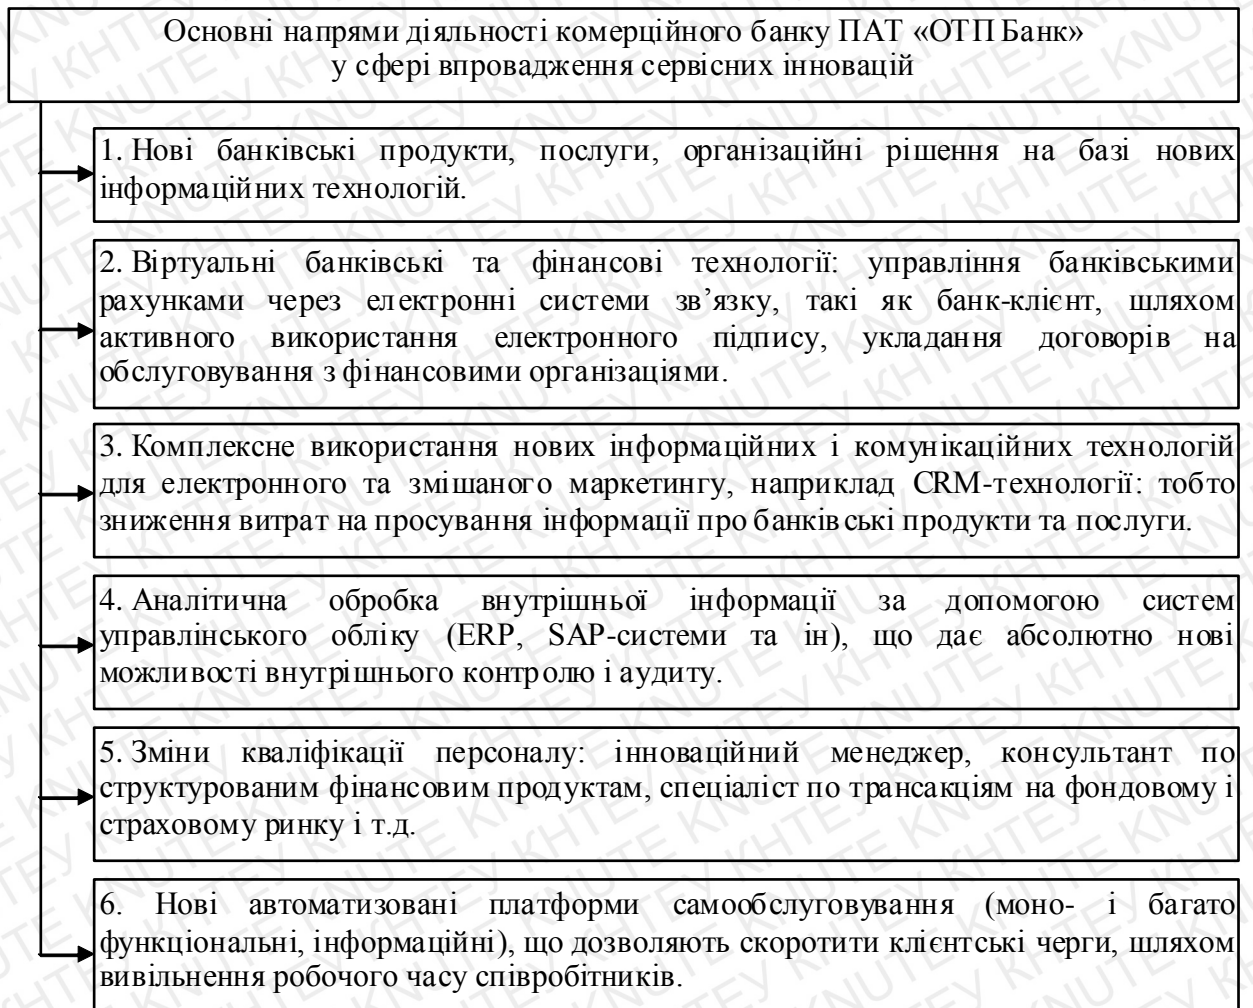 Основні напрями діяльності комерційного банку ПАТ «ОТП Банк»
у сфері впровадження сервісних інновацій
1. Нові банківські продукти, послуги, організаційні рішення на базі нових
інформаційних технологій.
2. Віртуальні банківські та фінансові технології: управління банківськими
рахунками через електронні системи зв’язку, такі як банк-клієнт, шляхом
активного використання електронного підпису, укладання договорів на
обслуговування з фінансовими організаціями.
3. Комплексне використання нових інформаційних і комунікаційних технологій
для електронного та змішаного маркетингу, наприклад CRM-технології: тобто
зниження витрат на просування інформації про банківські продукти та послуги.
4. Аналітична обробка внутрішньої інформації за допомогою систем
управлінського обліку (ERP, SAP-системи та ін), що дає абсолютно нові
можливості внутрішнього контролю і аудиту.
5. Зміни кваліфікації персоналу: інноваційний менеджер, консультант по
структурованим фінансовим продуктам, спеціаліст по трансакціям на фондовому і
страховому ринку і т.д.
6. Нові автоматизовані платформи самообслуговування (моно- і багато
функціональні, інформаційні), що дозволяють скоротити клієнтські черги, шляхом
вивільнення робочого часу співробітників.